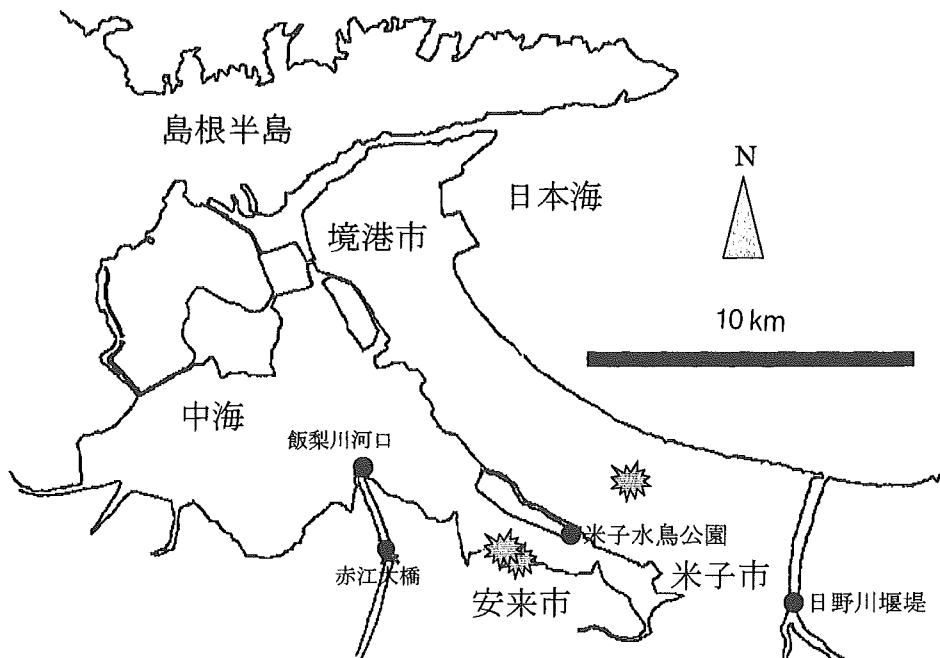 島根半島
N
日本海
境港市
10 km
中海
飯梨川河口
米子水鳥公園
赤江大橋
米子市
安来市
日野川堰堤